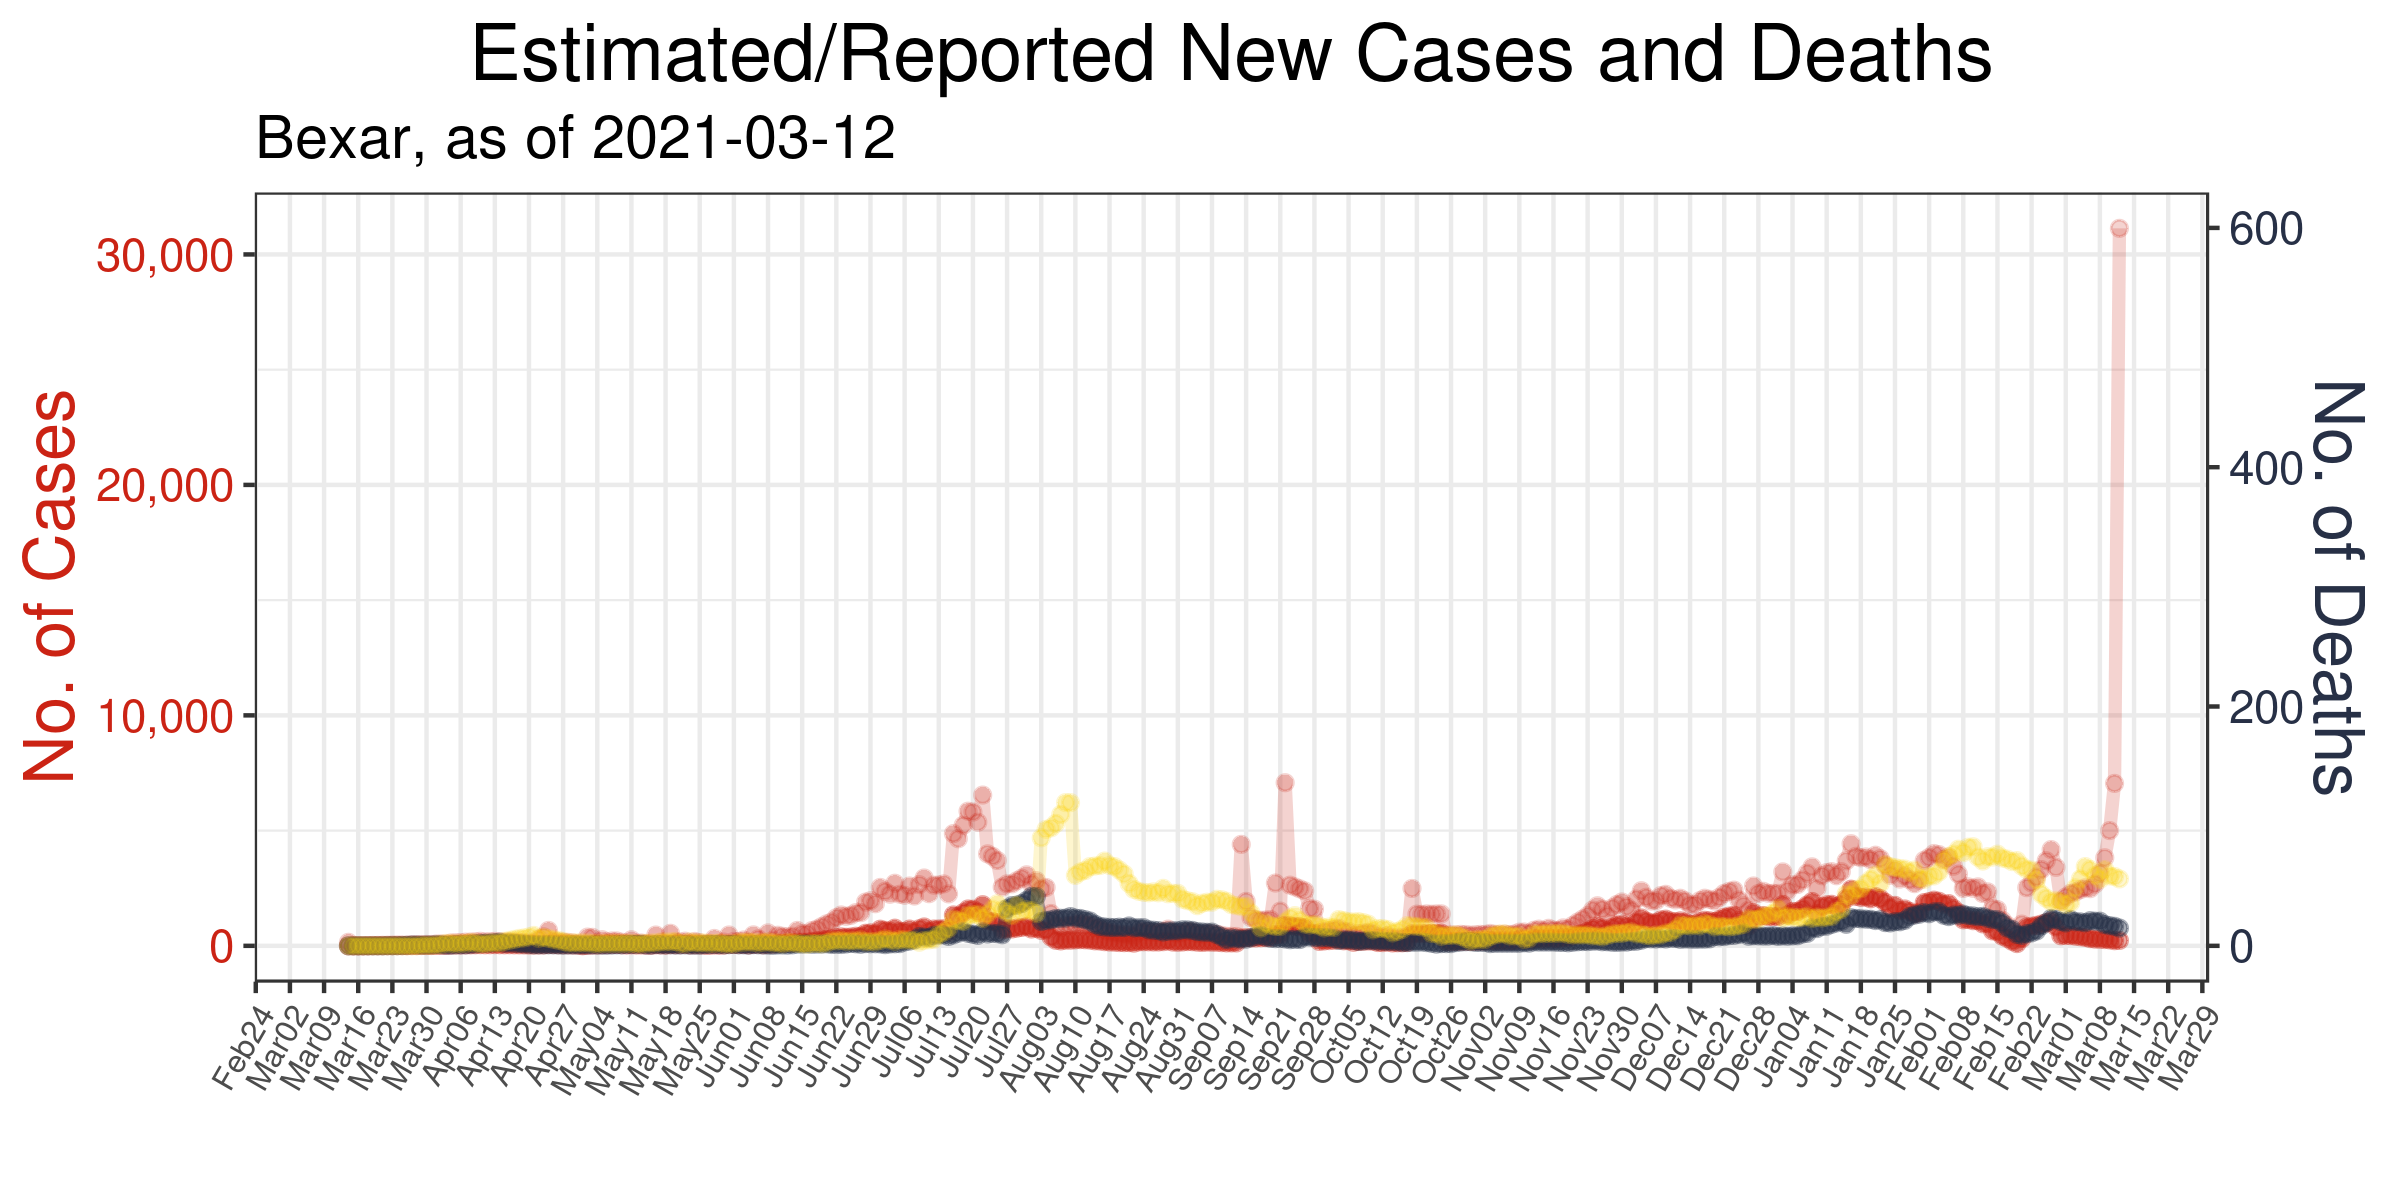 Estimated/Reported New Cases and Deaths
Bexar, as of 2021-03-12
No. of Cases
30,000
20,000
10,000
0
600
400
200
0
No. of Deaths
Feb24
Mar02
Mar09
Mar16
Mar23
Mar30
Apr06
Apr13
Apr20
Apr27
May04
May11
May18
May25
Jun01
Jun08
Jun15
Jun22
Jun29
Jul06
Jul13
Jul20
Jul27
Aug03
Aug10
Aug17
Aug24
Aug31
Sep07
Sep14
Sep21
Sep28
Oct05
Oct12
Oct19
Oct26
Nov02
Nov09
Nov16
Nov23
Nov30
Dec07
Dec14
Dec21
Dec28
Dec04
Jan11
Jan18
Jan25
Feb01
Feb08
Feb15
Feb22
Mar01
Mar08
Mar15
Mar22
Mar29